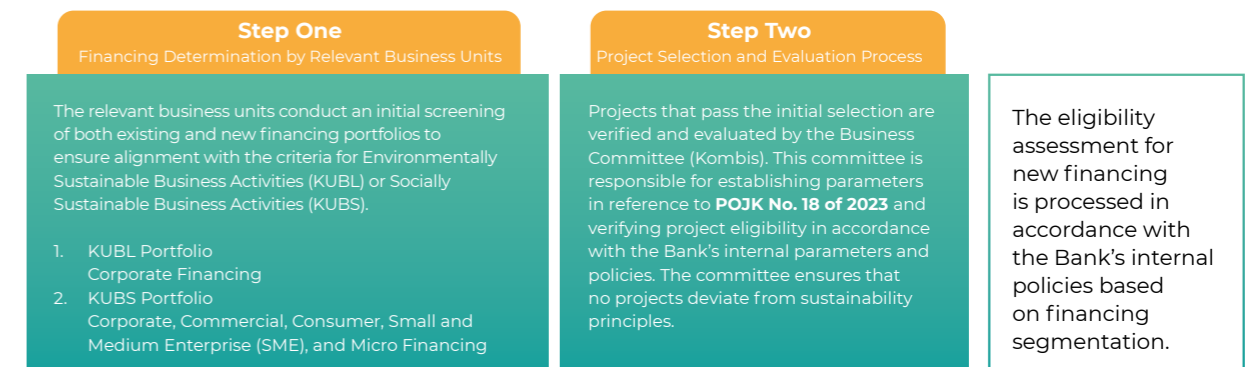 Step One
Financing Determination by Relevant Business Units
The relevant business units conduct an initial screening
of both existing and new financing portfolios to
ensure alignment with the criteria for Environmentally
Sustainable Business Activities (KUBL) or Socially
Sustainable Business Activities (KUBS).
1. KUBL Portfolio
Corporate Financing
2. KUBS Portfolio
Corporate, Commercial, Consumer, Small and
Medium Enterprise (SME), and Micro Financing
Step Two
Project Selection and Evaluation Process
Projects that pass the initial selection are
verified and evaluated by the Business
Committee (Kombis). This committee is
responsible for establishing parameters
in reference to POJK No. 18 of 2023 and
verifying project eligibility in accordance
with the Bank's internal parameters and
policies. The committee ensures that
no projects deviate from sustainability
principles.
The eligibility
assessment for
new financing
is processed in
accordance with
the Bank's internal
policies based
on financing
segmentation.